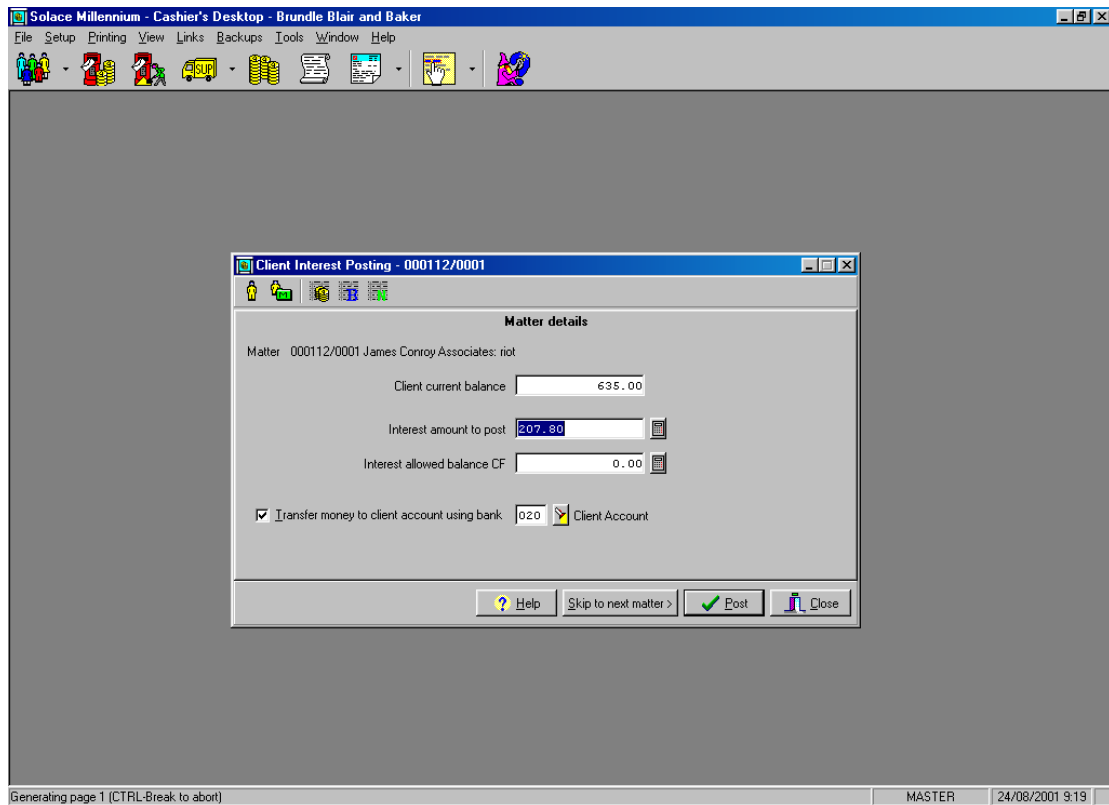 Solace Millennium - Cashier's Desktop - Brundle Blair and Baker
File Setup Printing View Links Backups Tools Window Help
SUP
Client Interest Posting - 000112/0001
M B
Matter details
Matter 000112/0001 James Conroy Associates: riot
Client current balance 635.00
Interest amount to post 207.80
Interest allowed balance CF 0.00
Transfer money to client account using bank 020 Client Account
? Help Skip to next matter > Post Close
Generating page 1 (CTRL-Break to abort) MASTER 24/08/2001 9:19